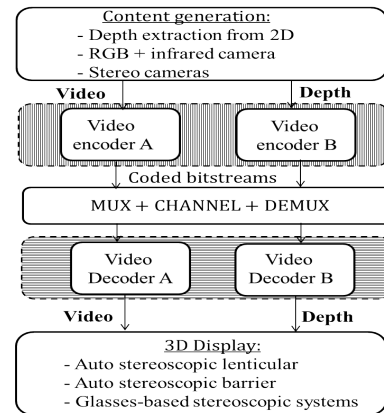 Content generation:
- Depth extraction from 2D
- RGB + infrared camera
- Stereo cameras
Video Depth
Video encoder A
Video encoder B
Coded bitstreams
MUX + CHANNEL + DEMUX
Video Decoder A
Video Decoder B
Video Depth
3D Display:
- Auto stereoscopic lenticular
- Auto stereoscopic barrier
- Glasses-based stereoscopic systems